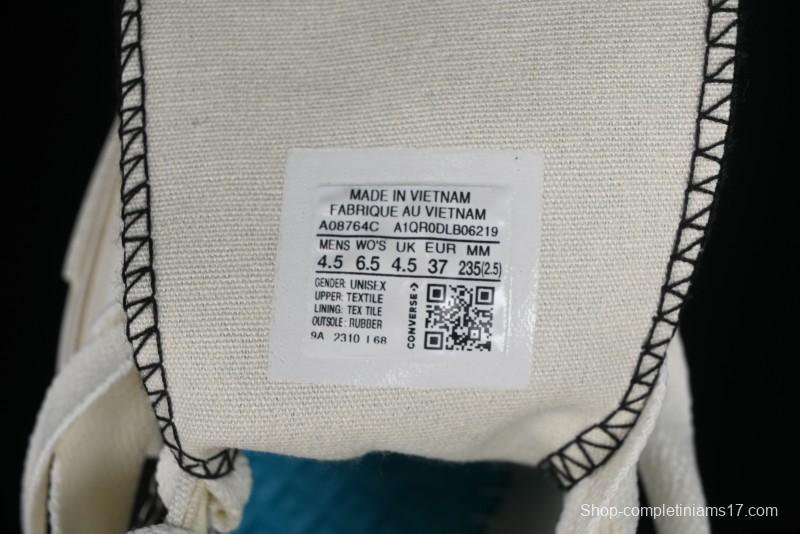 MADE IN VIETNAM
FABRIQUE AU VIETNAM
A08764C A1QR0DLB06219
MENS WO'S UK EUR MM
4.5 6.5 4.5 37 235(2.5)
GENDER: UNISEX
UPPER: TEXTILE
LINING: TEX TILE
OUTSOLE: RUBBER
9A 2310 L68
CONVERSE
Shop-completiniams17.com